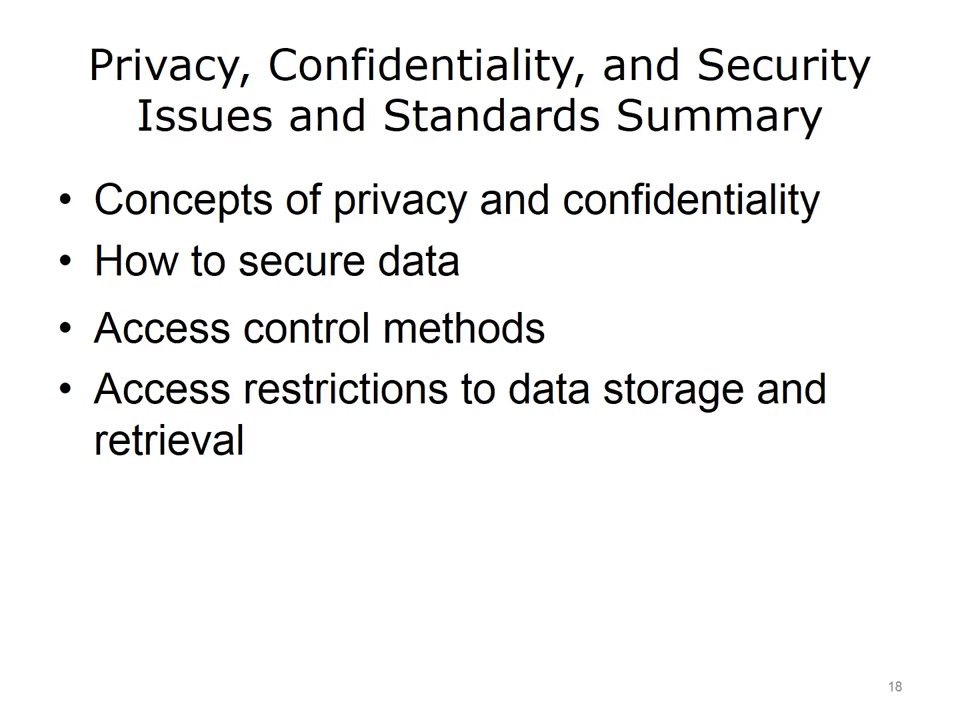 Privacy, Confidentiality, and Security
Issues and Standards Summary
• Concepts of privacy and confidentiality
• How to secure data
• Access control methods
• Access restrictions to data storage and
retrieval
18